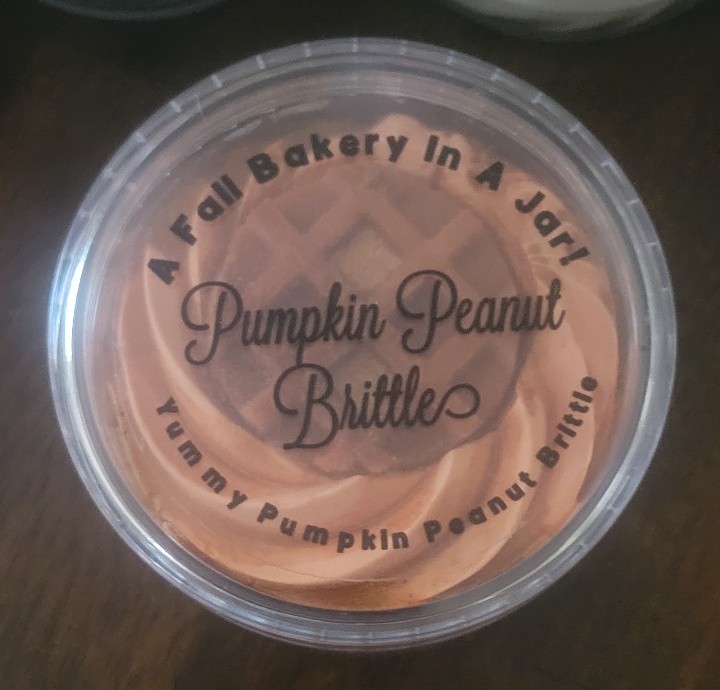 A Fall Bakery In A Jar!
Pumpkin Peanut
Brittle
Yummy Pumpkin Peanut Brittle